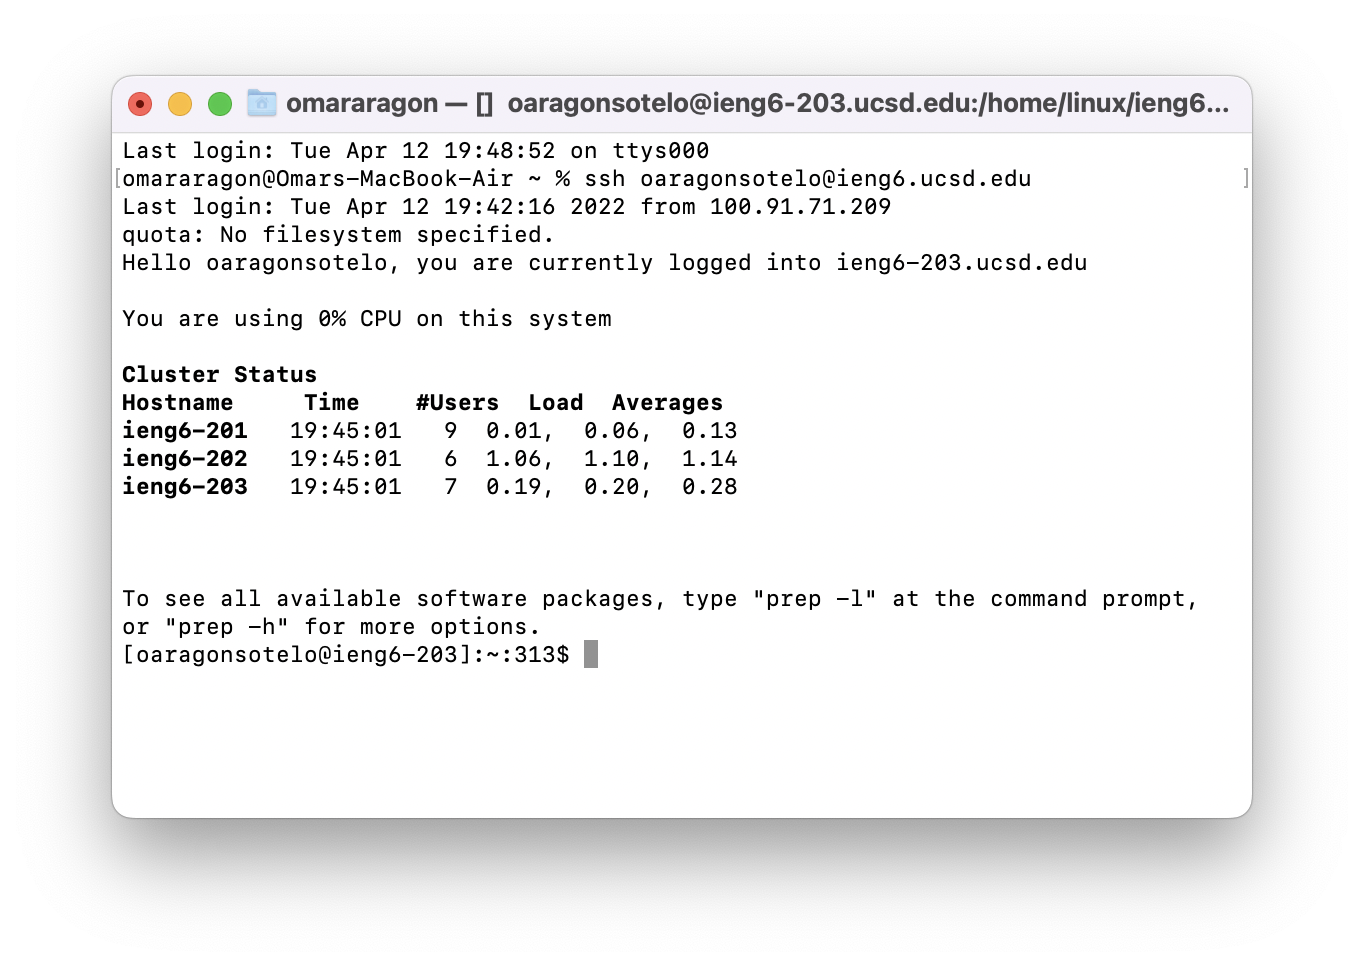 omararagon — [] oaragonsotelo@ieng6-203.ucsd.edu:/home/linux/ieng6...
Last login: Tue Apr 12 19:48:52 on ttys000
[omararagon@Omars-MacBook-Air ~ % ssh oaragonsotelo@ieng6.ucsd.edu ]
Last login: Tue Apr 12 19:42:16 2022 from 100.91.71.209
quota: No filesystem specified.
Hello oaragonsotelo, you are currently logged into ieng6-203.ucsd.edu
You are using 0% CPU on this system
Cluster Status
Hostname Time #Users Load Averages
ieng6-201 19:45:01 9 0.01, 0.06, 0.13
ieng6-202 19:45:01 6 1.06, 1.10, 1.14
ieng6-203 19:45:01 7 0.19, 0.20, 0.28
To see all available software packages, type "prep -l" at the command prompt,
or "prep -h" for more options.
[oaragonsotelo@ieng6-203]:~:313$